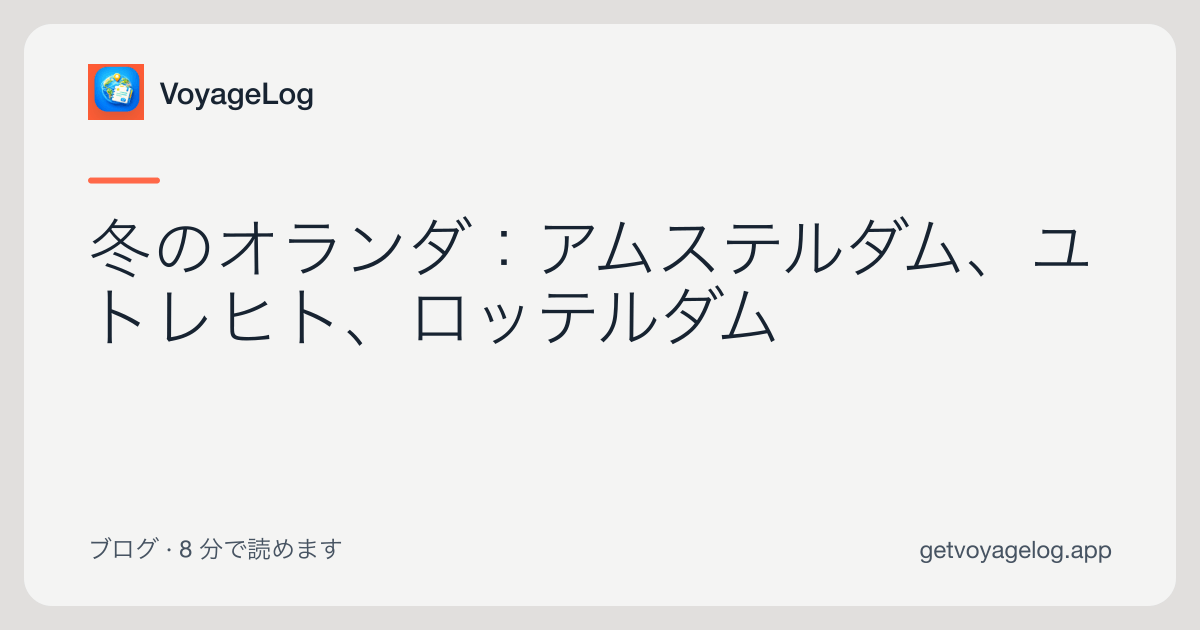 VoyageLog
冬のオランダ：アムステルダム、ユ
トレヒト、ロッテルダム
ブログ · 8 分で読めます
getvoyagelog.app